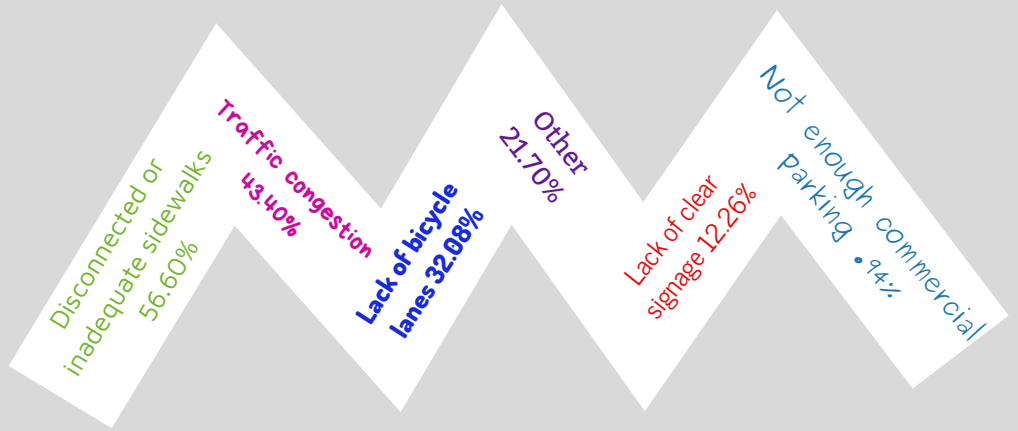 Disconnected or
inadequate sidewalks
56.60%
Traffic congestion
43.40%
Lack of bicycle
lanes 32.08%
Other
21.70%
Lack of clear
signage 12.26%
Not enough commercial
parking
.94%